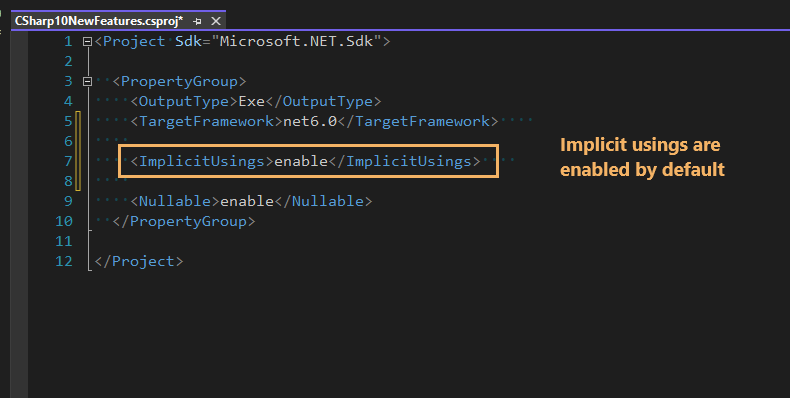 CSharp10NewFeatures.csproj*
1 <Project Sdk="Microsoft.NET.Sdk">
2
3 <PropertyGroup>
4 <OutputType>Exe</OutputType>
5 <TargetFramework>net6.0</TargetFramework>
6
7 <ImplicitUsings>enable</ImplicitUsings>
8
9 <Nullable>enable</Nullable>
10 </PropertyGroup>
11
12 </Project>
Implicit usings are
enabled by default